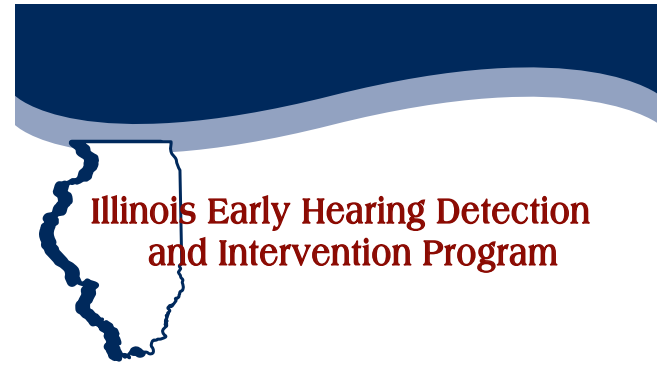 Illinois Early Hearing Detection
and Intervention Program